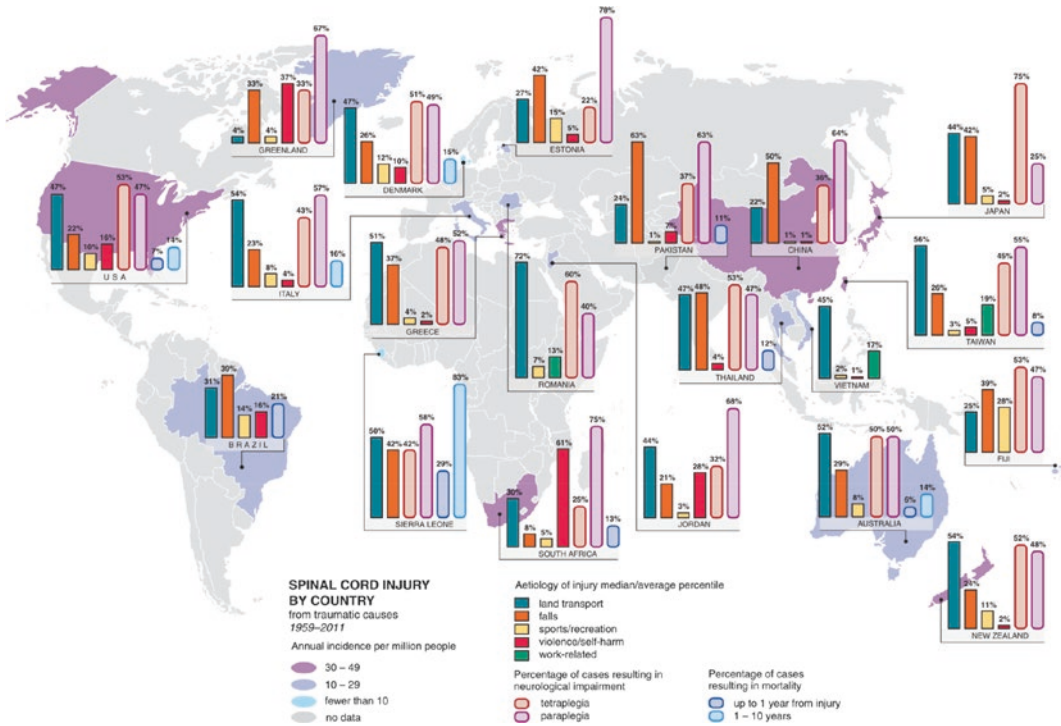 67%
33%
37%
33%
4%
4%
GREENLAND
47%
26%
12%
10%
51%
49%
15%
DENMARK
27%
42%
15%
5%
22%
78%
ESTONIA
24%
63%
1%
7%
37%
63%
11%
PAKISTAN
22%
50%
1%
1%
36%
64%
CHINA
44%
42%
5%
2%
75%
25%
JAPAN
47%
22%
10%
53%
47%
7%
USA
54%
23%
8%
4%
43%
57%
16%
ITALY
51%
37%
4%
2%
48%
52%
GREECE
72%
7%
13%
60%
40%
ROMANIA
47%
48%
4%
53%
47%
12%
THAILAND
45%
2%
1%
17%
VIETNAM
56%
20%
3%
5%
19%
45%
55%
8%
TAIWAN
31%
30%
14%
16%
21%
BRAZIL
58%
42%
42%
58%
29%
83%
SIERRA LEONE
30%
8%
5%
61%
25%
75%
13%
SOUTH AFRICA
44%
21%
3%
28%
32%
68%
JORDAN
52%
29%
8%
50%
50%
6%
14%
AUSTRALIA
25%
39%
28%
53%
47%
FIJI
54%
11%
2%
52%
48%
NEW ZEALAND
SPINAL CORD INJURY
BY COUNTRY
from traumatic causes
1959–2011
Annual incidence per million people
30 – 49
10 – 29
fewer than 10
no data
Aetiology of injury median/average percentile
land transport
falls
sports/recreation
violence/self-harm
work-related
Percentage of cases resulting in
neurological impairment
tetraplegia
paraplegia
Percentage of cases
resulting in mortality
up to 1 year from injury
1 – 10 years